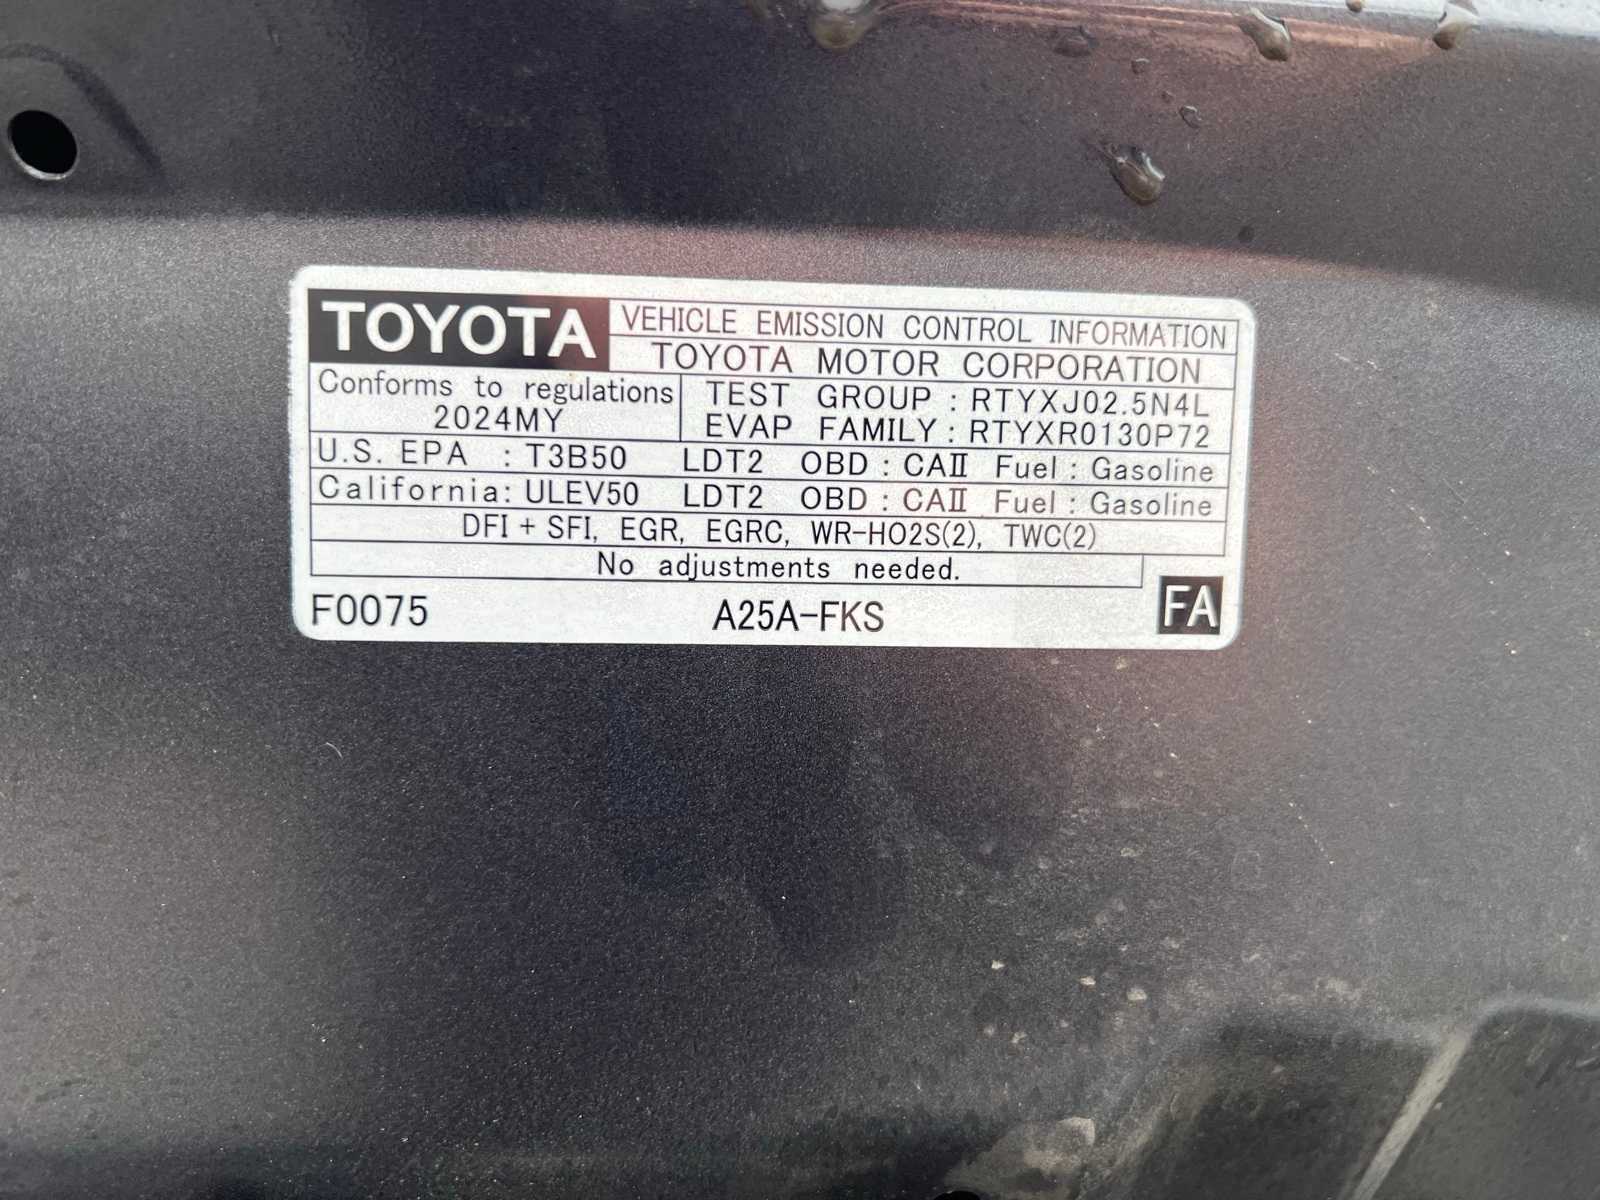 TOYOTA VEHICLE EMISSION CONTROL INFORMATION
TOYOTA MOTOR CORPORATION
Conforms to regulations
2024MY
TEST GROUP : RTYXJ02.5N4L
EVAP FAMILY : RTYXR0130P72
U.S. EPA : T3B50 LDT2 OBD : CAⅡ Fuel : Gasoline
California: ULEV50 LDT2 OBD : CAⅡ Fuel : Gasoline
DFI + SFI, EGR, EGRC, WR-HO2S(2), TWC(2)
No adjustments needed.
F0075 A25A-FKS FA